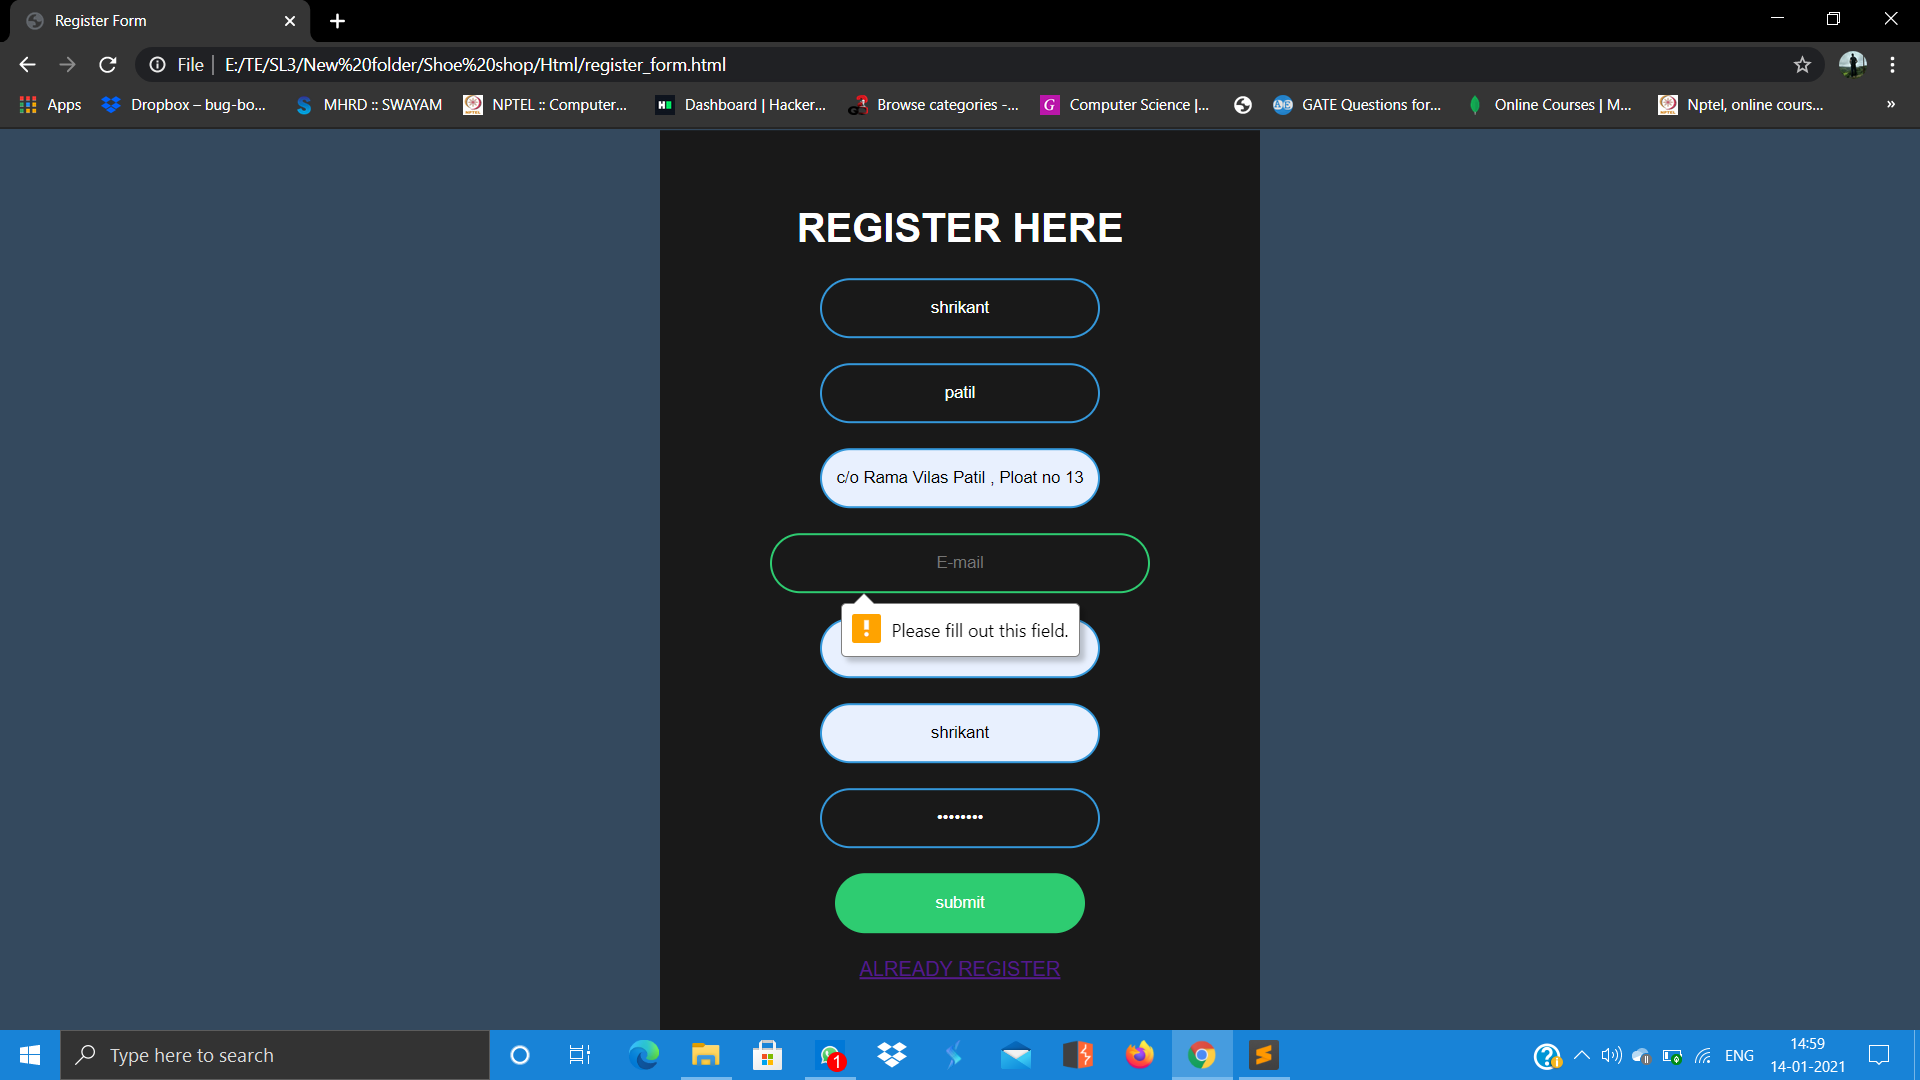 Register Form
File
E:/TE/SL3/New%20folder/Shoe%20shop/Html/register_form.html
Apps
Dropbox – bug-bo...
MHRD :: SWAYAM
NPTEL :: Computer...
Dashboard | Hacker...
Browse categories -...
Computer Science |...
GATE Questions for...
Online Courses | M...
Nptel, online cours...
»
REGISTER HERE
shrikant
patil
c/o Rama Vilas Patil , Ploat no 13
E-mail
Please fill out this field.
shrikant
••••••••
submit
ALREADY REGISTER
Type here to search
1
ENG
14:59
14-01-2021